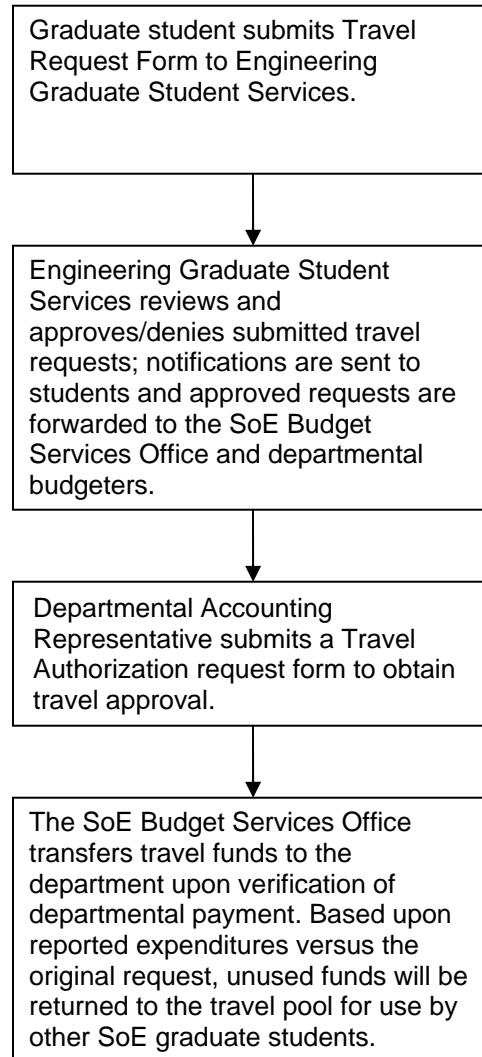 Graduate student submits Travel
Request Form to Engineering
Graduate Student Services.
Engineering Graduate Student
Services reviews and
approves/denies submitted travel
requests; notifications are sent to
students and approved requests are
forwarded to the SoE Budget
Services Office and departmental
budgeters.
Departmental Accounting
Representative submits a Travel
Authorization request form to obtain
travel approval.
The SoE Budget Services Office
transfers travel funds to the
department upon verification of
departmental payment. Based upon
reported expenditures versus the
original request, unused funds will be
returned to the travel pool for use by
other SoE graduate students.